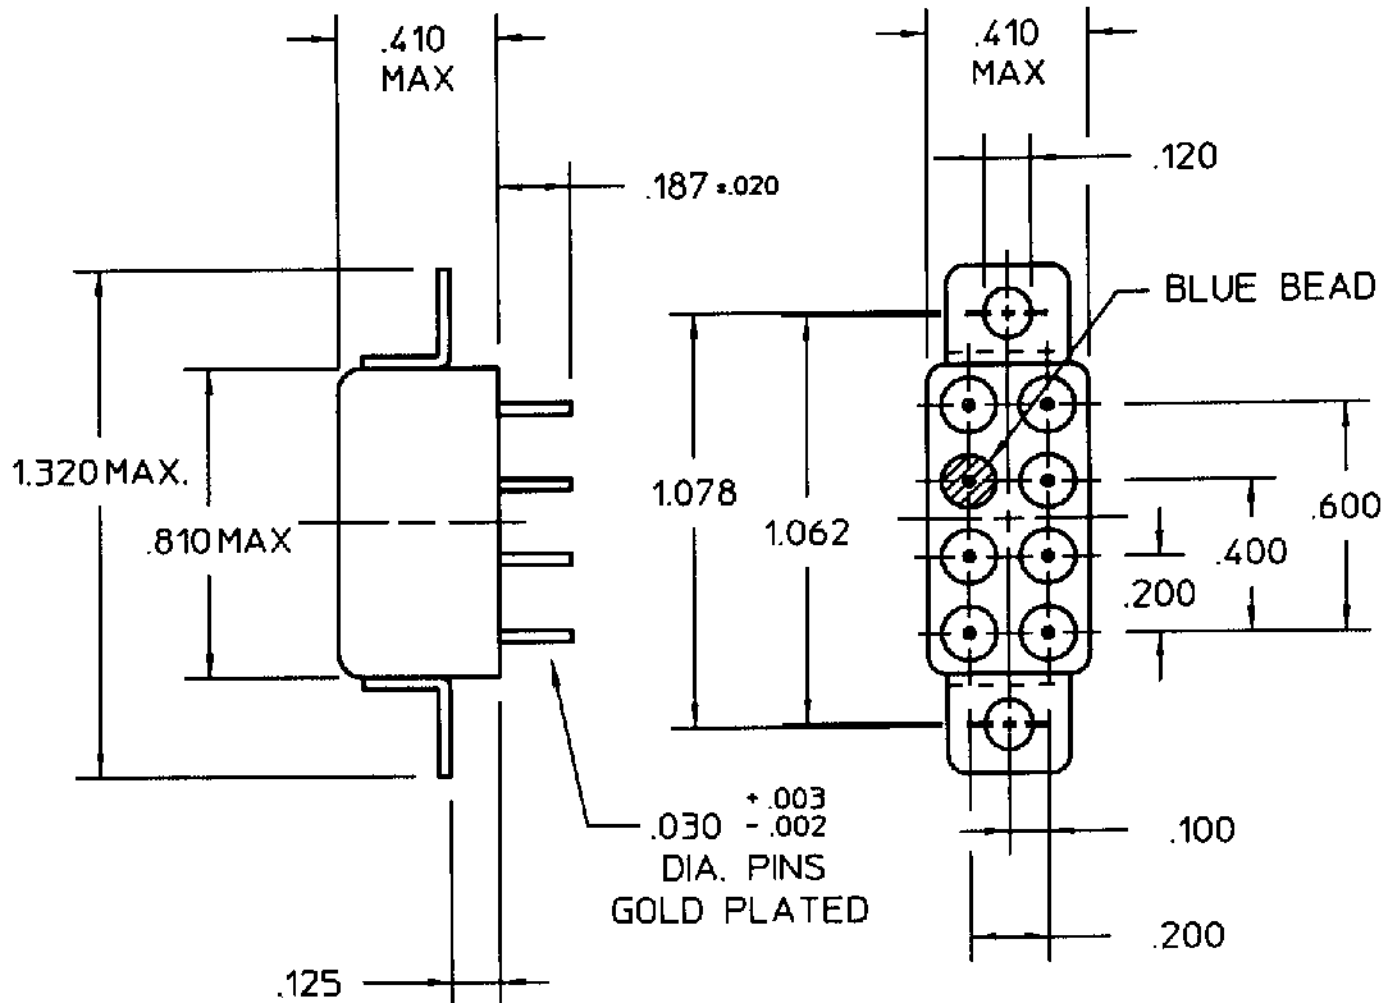 .410
MAX
.410
MAX
.120
.187 ±.020
BLUE BEAD
1.320 MAX.
.810 MAX
1.078
1.062
.600
.400
.200
.030 + .003 - .002
DIA. PINS
GOLD PLATED
.100
.200
.125